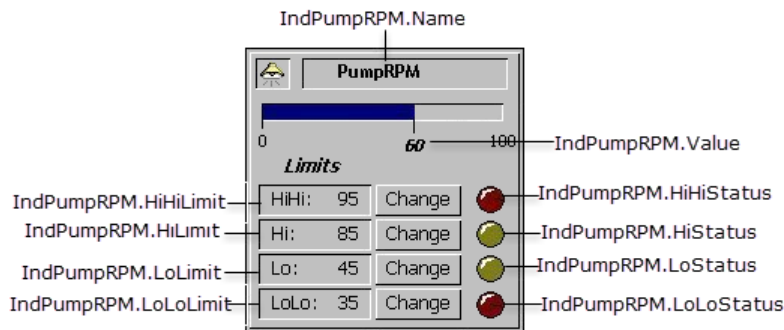 IndPumpRPM.Name
PumpRPM
0 60 100
IndPumpRPM.Value
Limits
IndPumpRPM.HiHiLimit HiHi: 95 Change IndPumpRPM.HiHiStatus
IndPumpRPM.HiLimit Hi: 85 Change IndPumpRPM.HiStatus
IndPumpRPM.LoLimit Lo: 45 Change IndPumpRPM.LoStatus
IndPumpRPM.LoLoLimit LoLo: 35 Change IndPumpRPM.LoLoStatus